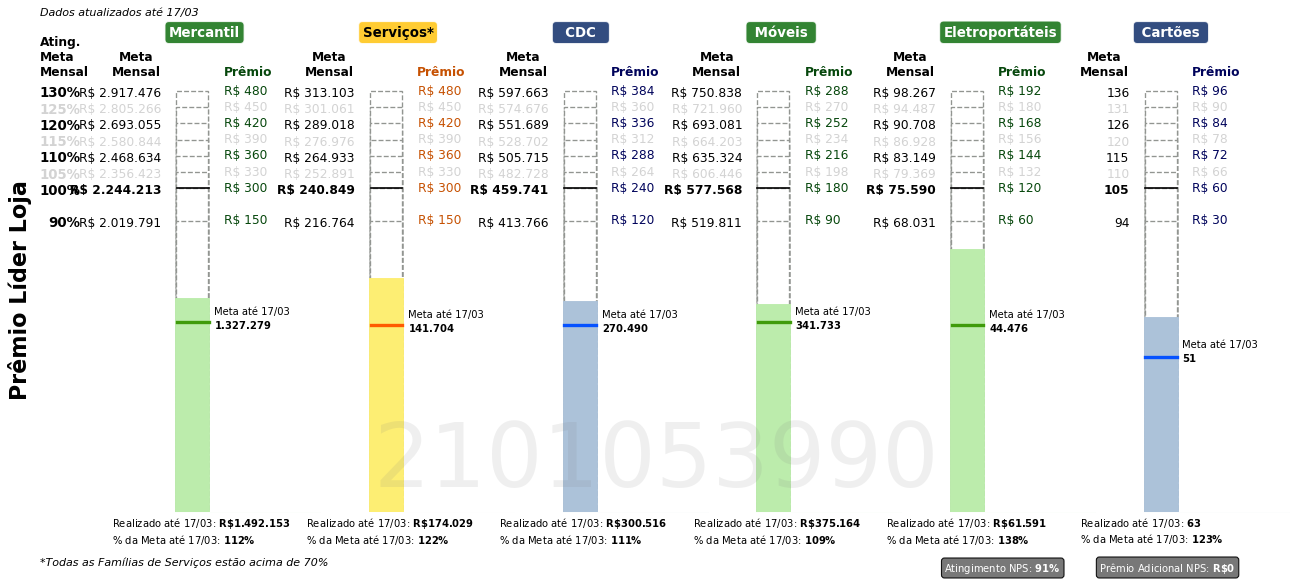 Dados atualizados até 17/03
Mercantil Serviços* CDC Móveis Eletroportáteis Cartões
Ating.
Meta Meta Meta Meta Meta Meta Meta
Mensal Mensal Prêmio Mensal Prêmio Mensal Prêmio Mensal Prêmio Mensal Prêmio Mensal Prêmio
130% R$ 2.917.476 R$ 480 R$ 313.103 R$ 480 R$ 597.663 R$ 384 R$ 750.838 R$ 288 R$ 98.267 R$ 192 136 R$ 96
125% R$ 2.805.266 R$ 450 R$ 301.061 R$ 450 R$ 574.676 R$ 360 R$ 721.960 R$ 270 R$ 94.487 R$ 180 131 R$ 90
120% R$ 2.693.055 R$ 420 R$ 289.018 R$ 420 R$ 551.689 R$ 336 R$ 693.081 R$ 252 R$ 90.708 R$ 168 126 R$ 84
115% R$ 2.580.844 R$ 390 R$ 276.976 R$ 390 R$ 528.702 R$ 312 R$ 664.203 R$ 234 R$ 86.928 R$ 156 120 R$ 78
110% R$ 2.468.634 R$ 360 R$ 264.933 R$ 360 R$ 505.715 R$ 288 R$ 635.324 R$ 216 R$ 83.149 R$ 144 115 R$ 72
105% R$ 2.356.423 R$ 330 R$ 252.891 R$ 330 R$ 482.728 R$ 264 R$ 606.446 R$ 198 R$ 79.369 R$ 132 110 R$ 66
100% R$ 2.244.213 R$ 300 R$ 240.849 R$ 300 R$ 459.741 R$ 240 R$ 577.568 R$ 180 R$ 75.590 R$ 120 105 R$ 60
90% R$ 2.019.791 R$ 150 R$ 216.764 R$ 150 R$ 413.766 R$ 120 R$ 519.811 R$ 90 R$ 68.031 R$ 60 94 R$ 30
Prêmio Líder Loja
Meta até 17/03 Meta até 17/03 Meta até 17/03 Meta até 17/03 Meta até 17/03 Meta até 17/03
1.327.279 141.704 270.490 341.733 44.476 51
2101053990
Realizado até 17/03: R$1.492.153 Realizado até 17/03: R$174.029 Realizado até 17/03: R$300.516 Realizado até 17/03: R$375.164 Realizado até 17/03: R$61.591 Realizado até 17/03: 63
% da Meta até 17/03: 112% % da Meta até 17/03: 122% % da Meta até 17/03: 111% % da Meta até 17/03: 109% % da Meta até 17/03: 138% % da Meta até 17/03: 123%
*Todas as Famílias de Serviços estão acima de 70% Atingimento NPS: 91% Prêmio Adicional NPS: R$0